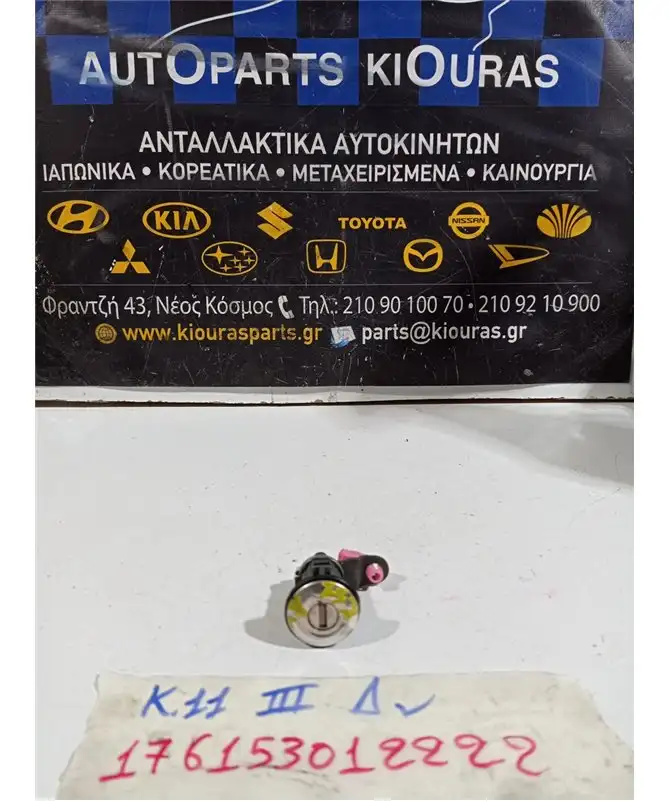 AUTOPARTS KIOURAS
ΑΝΤΑΛΛΑΚΤΙΚΑ ΑΥΤΟΚΙΝΗΤΩΝ
ΙΑΠΩΝΙΚΑ • ΚΟΡΕΑΤΙΚΑ • ΜΕΤΑΧΕΙΡΙΣΜΕΝΑ • ΚΑΙΝΟΥΡΓΙΑ
KIA TOYOTA NISSAN
Φραντζή 43, Νέος Κόσμος Τηλ.: 210 90 100 70 • 210 92 10 900
www.kiourasparts.gr parts@kiouras.gr
K.11 III Δ
176153012222